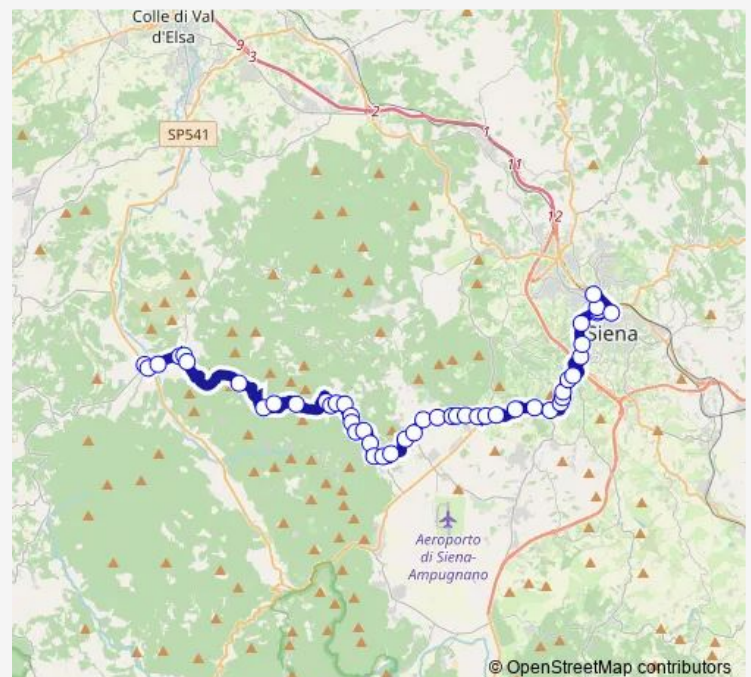 Colle di Val
d'Elsa
9
3
2
SP541
1
11
12
Siena
Aeroporto
di Siena-
Ampugnano
© OpenStreetMap contributors